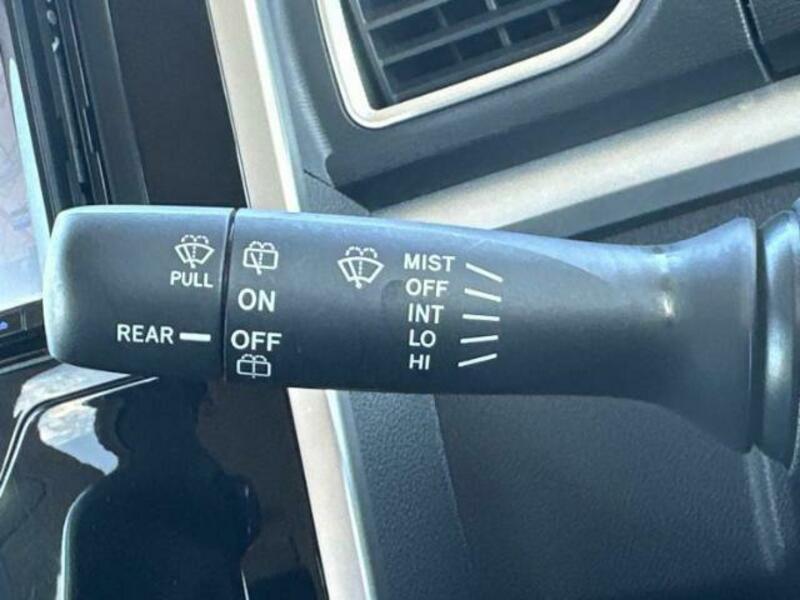 PULL
REAR
ON
OFF
MIST
OFF
INT
LO
HI